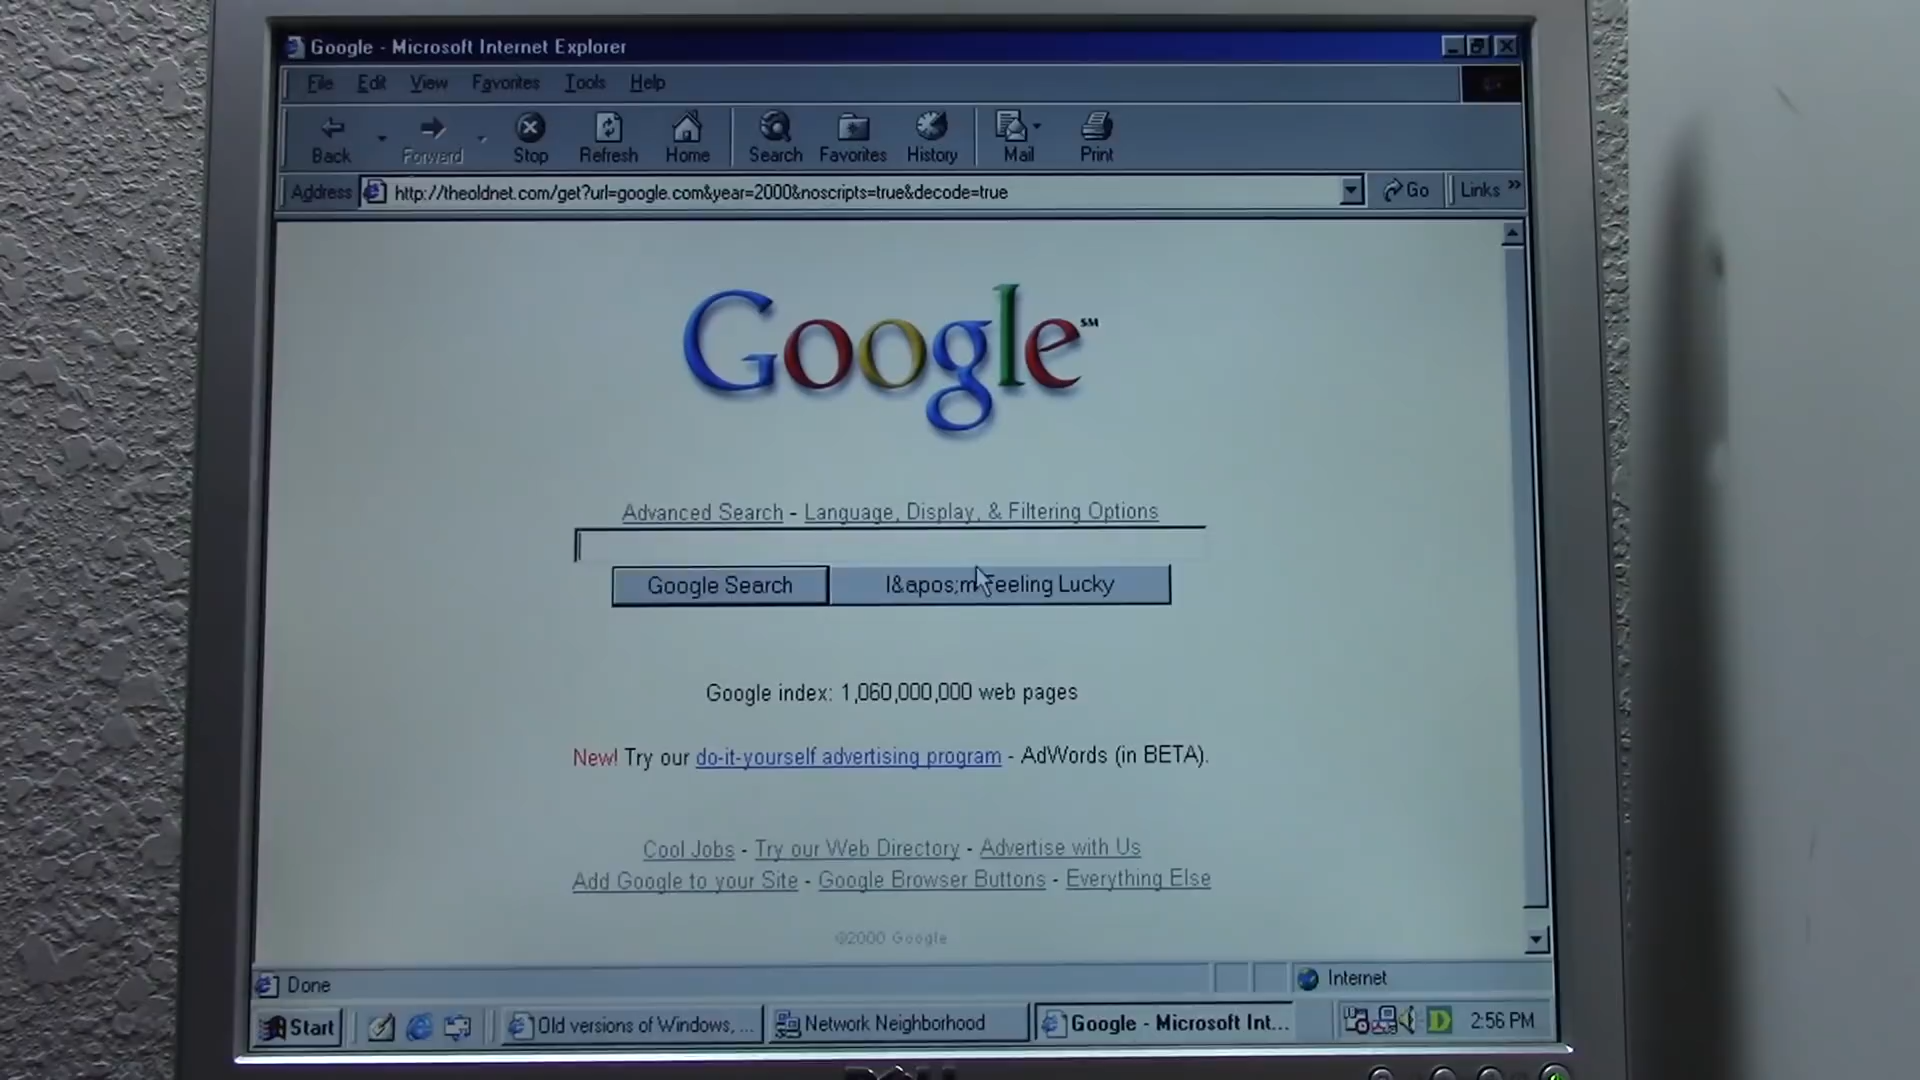 Google - Microsoft Internet Explorer
File Edit View Favorites Tools Help
Back Forward Stop Refresh Home Search Favorites History Mail Print
Address http://theoldnet.com/get?url=google.com&year=2000&noscripts=true&decode=true Go Links »
Google SM
Advanced Search - Language, Display, & Filtering Options
Google Search I&apos;m Feeling Lucky
Google index: 1,060,000,000 web pages
New! Try our do-it-yourself advertising program - AdWords (in BETA).
Cool Jobs - Try our Web Directory - Advertise with Us
Add Google to your Site - Google Browser Buttons - Everything Else
©2000 Google
Done Internet
Start Old versions of Windows, ... Network Neighborhood Google - Microsoft Int... D 2:56 PM